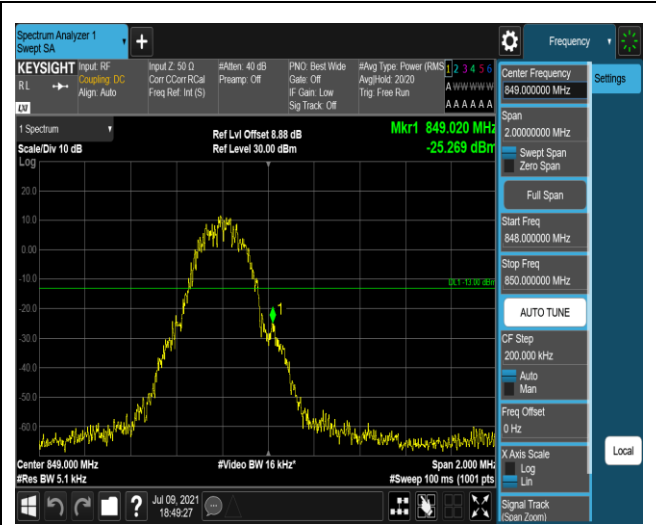 Spectrum Analyzer 1
Swept SA
+
Frequency
KEYSIGHT
Input: RF
Coupling: DC
Align: Auto
Input Z: 50 Ω
Corr CCorr RCal
Freq Ref: Int (S)
#Atten: 40 dB
Preamp: Off
PNO: Best Wide
Gate: Off
IF Gain: Low
Sig Track: Off
#Avg Type: Power (RMS
Avg|Hold: 20/20
Trig: Free Run
1 2 3 4 5 6
A W W W W W
A A A A A A
RL
LXI
1 Spectrum
Scale/Div 10 dB
Log
Ref Lvl Offset 8.88 dB
Ref Level 30.00 dBm
Mkr1 849.020 MHz
-25.269 dBm
20.0
10.0
0.00
-10.0
-20.0
-30.0
-40.0
-50.0
-60.0
DLT -13.00 dBm
1
Center 849.000 MHz
#Res BW 5.1 kHz
#Video BW 16 kHz*
Span 2.000 MHz
#Sweep 100 ms (1001 pts
Center Frequency
849.000000 MHz
Settings
Span
2.00000000 MHz
Swept Span
Zero Span
Full Span
Start Freq
848.000000 MHz
Stop Freq
850.000000 MHz
AUTO TUNE
CF Step
200.000 kHz
Auto
Man
Freq Offset
0 Hz
X Axis Scale
Log
Lin
Local
Signal Track
(Span Zoom)
?
Jul 09, 2021
18:49:27